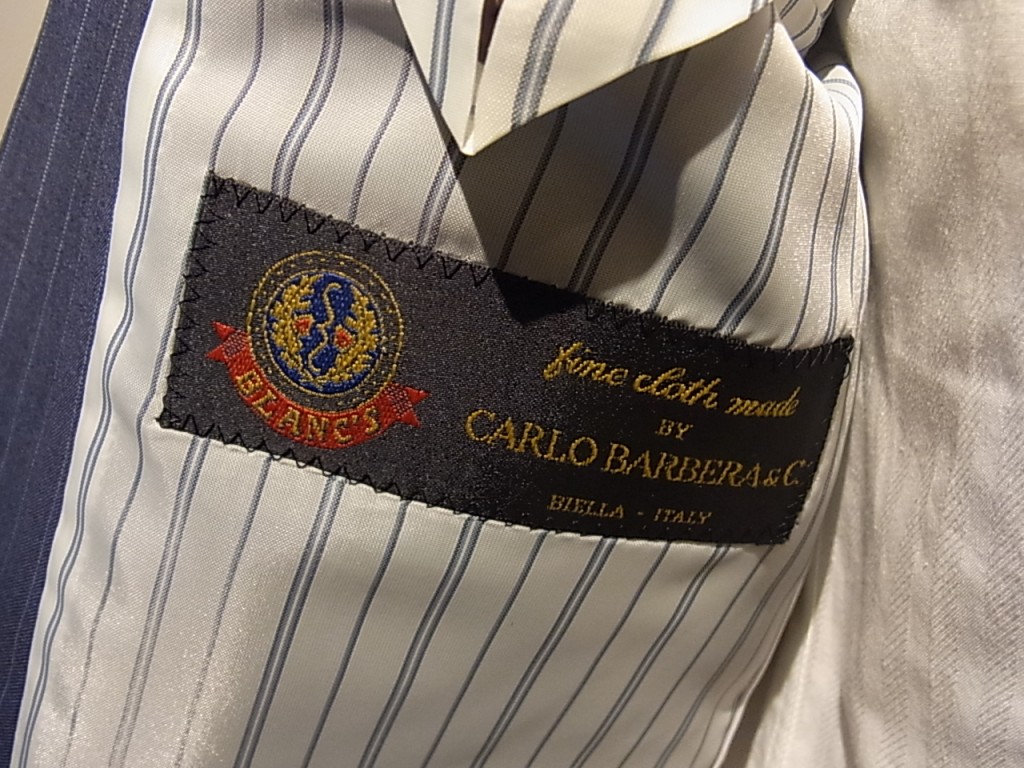 BLANC'S
fine cloth made
BY
CARLO BARBERA & C.
BIELLA - ITALY